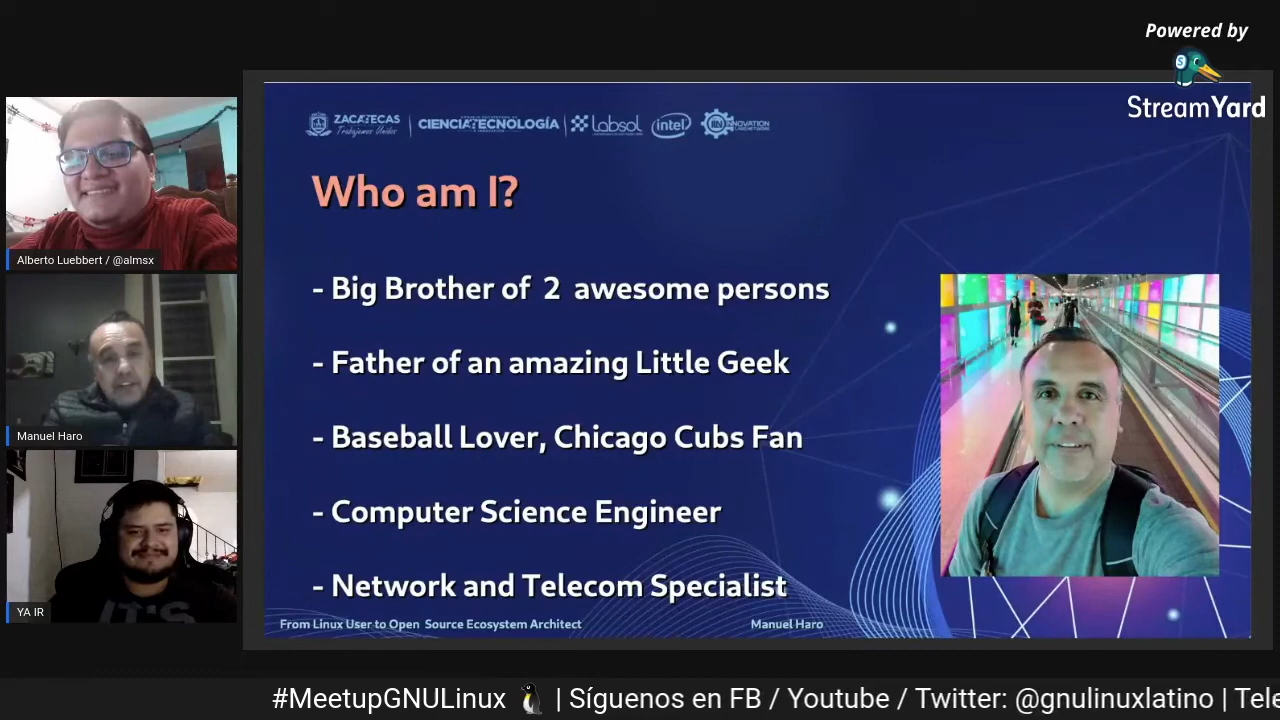 Powered by
StreamYard
ZACATECAS
Trabajemos Unidos
labsol
intel
Who am I?
- Big Brother of 2 awesome persons
- Father of an amazing Little Geek
- Baseball Lover, Chicago Cubs Fan
- Computer Science Engineer
- Network and Telecom Specialist
From Linux User to Open Source Ecosystem Architect
Manuel Haro
Alberto Luebbert / @almsx
Manuel Haro
IT'S
YA IR
#MeetupGNULinux 🐧 | Síguenos en FB / Youtube / Twitter: @gnulinuxlatino | Tele